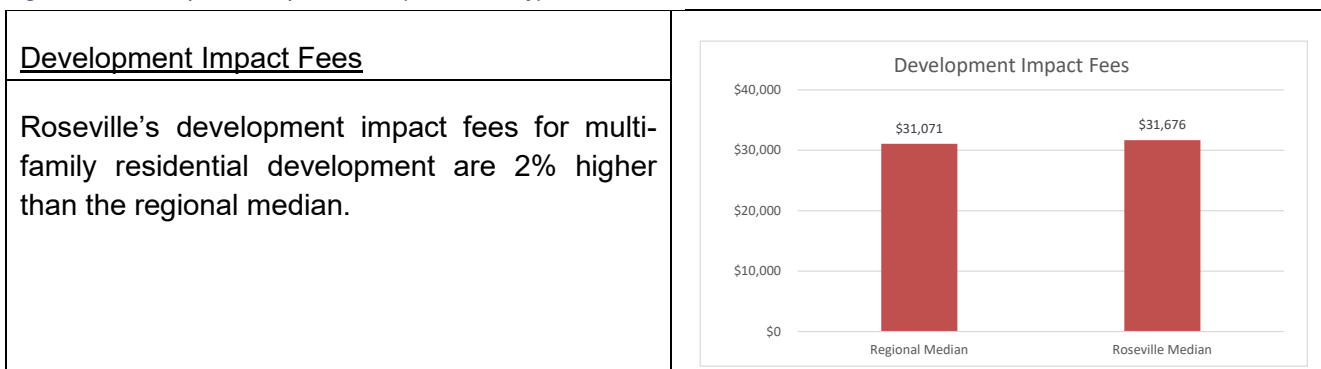 Development Impact Fees
Roseville’s development impact fees for multi-
family residential development are 2% higher
than the regional median.
Development Impact Fees
$40,000
$30,000
$20,000
$10,000
$0
$31,071
$31,676
Regional Median
Roseville Median